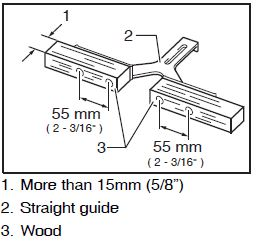 1
2
55 mm
( 2 - 3/16" )
3
55 mm
( 2 - 3/16" )
1. More than 15mm (5/8")
2. Straight guide
3. Wood